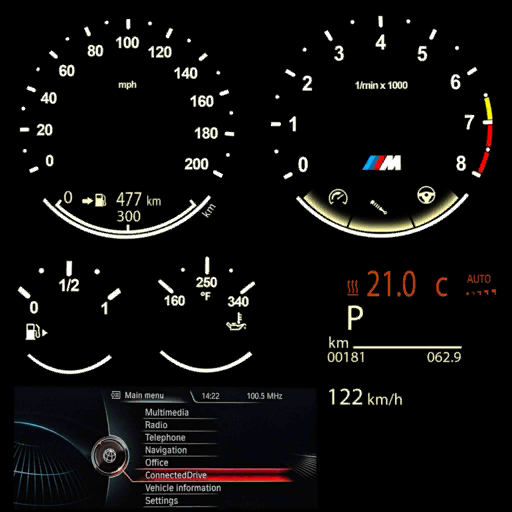 0 20 40 60 80 100 120 140 160 180 200
mph
0 477 km
300
km
0 1 2 3 4 5 6 7 8
1/min x 1000
M
0 1/2 1
160 250 340
°F
21.0 c AUTO
P
km
00181 062.9
122 km/h
Main menu 14:22 100.5 MHz
Multimedia
Radio
Telephone
Navigation
Office
ConnectedDrive
Vehicle information
Settings